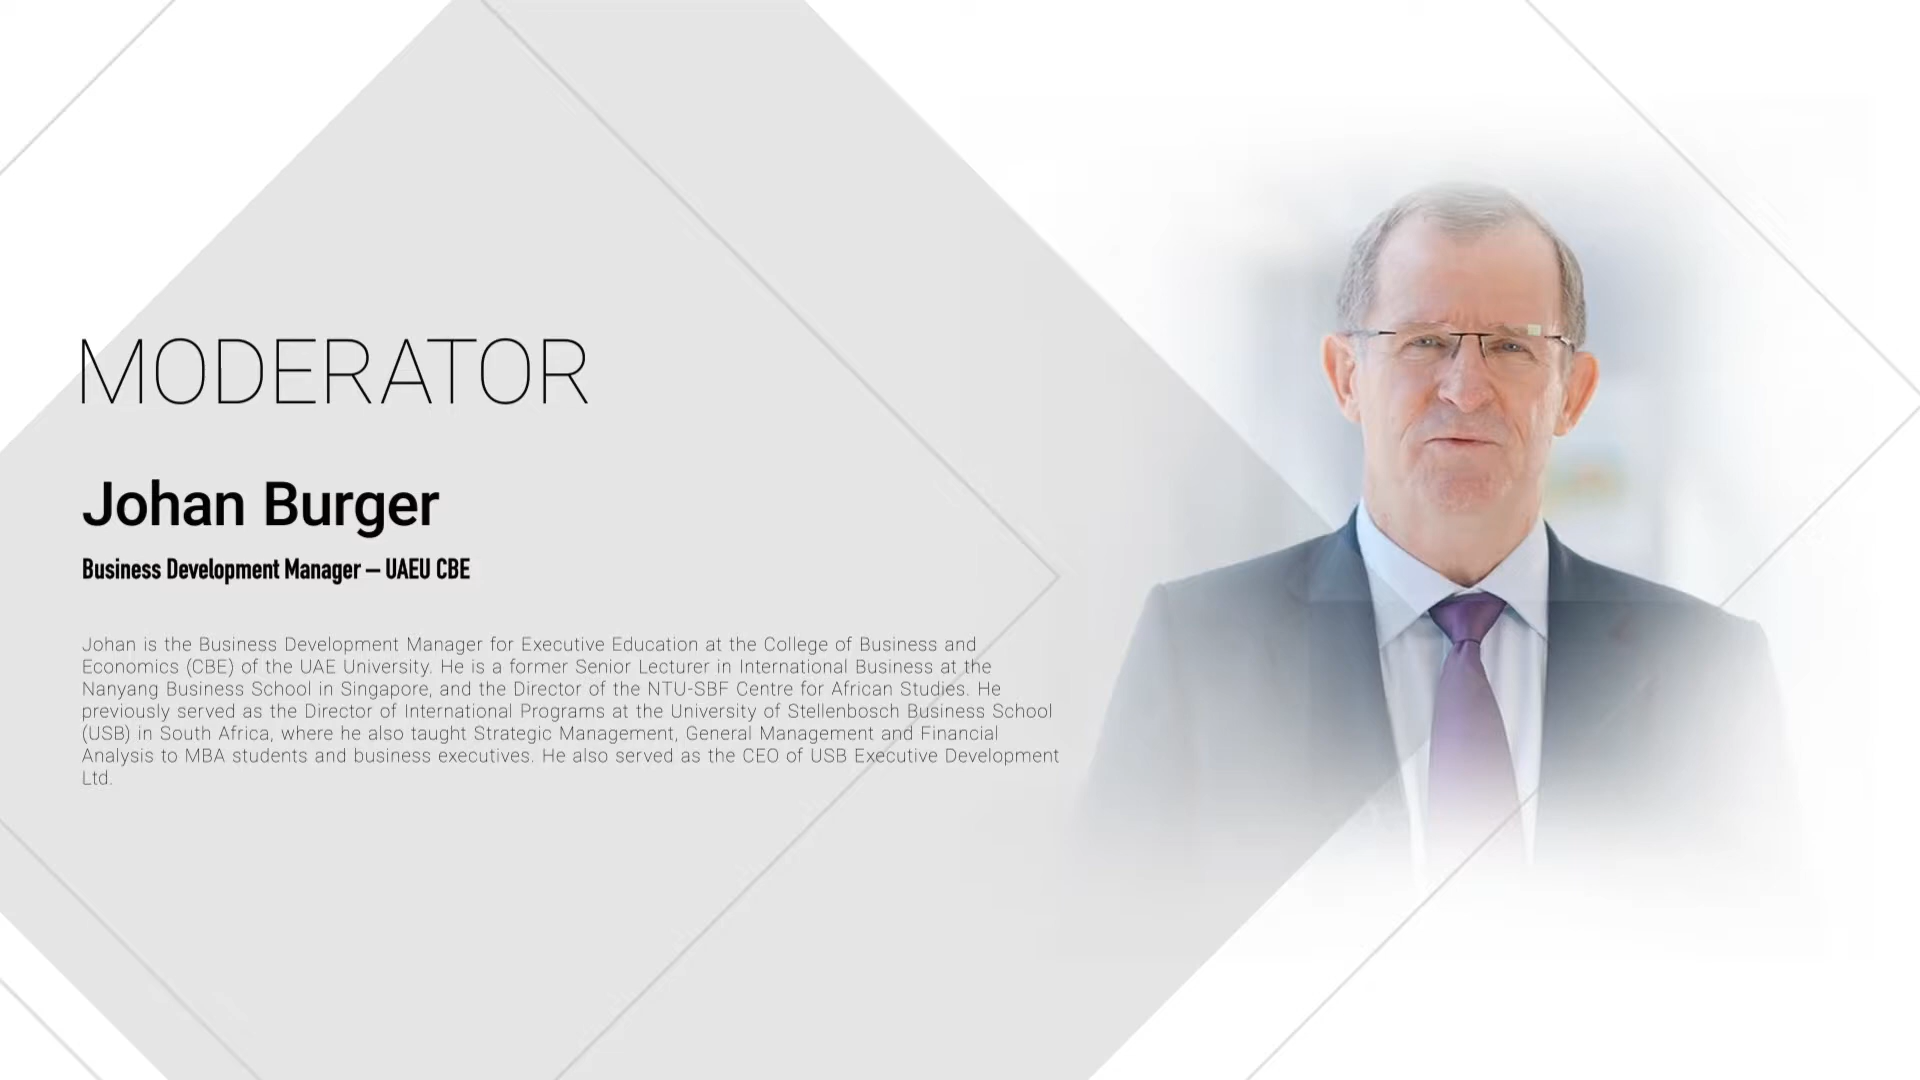 MODERATOR
Johan Burger
Business Development Manager – UAEU CBE
Johan is the Business Development Manager for Executive Education at the College of Business and
Economics (CBE) of the UAE University. He is a former Senior Lecturer in International Business at the
Nanyang Business School in Singapore, and the Director of the NTU-SBF Centre for African Studies. He
previously served as the Director of International Programs at the University of Stellenbosch Business School
(USB) in South Africa, where he also taught Strategic Management, General Management and Financial
Analysis to MBA students and business executives. He also served as the CEO of USB Executive Development
Ltd.